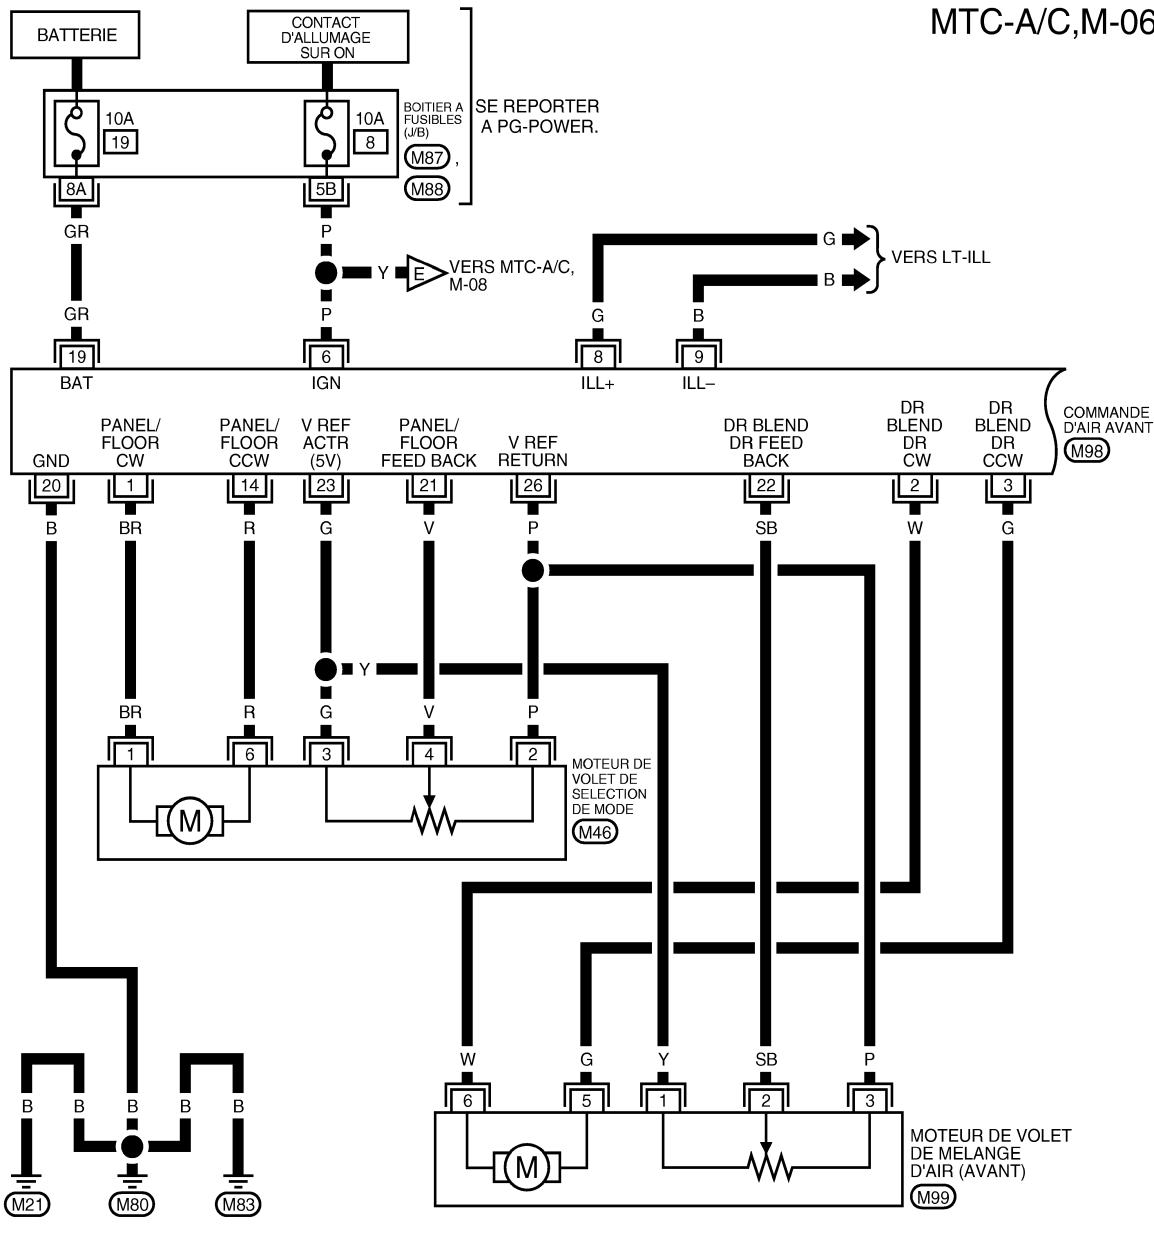 MTC-A/C,M-06
BATTERIE
CONTACT
D'ALLUMAGE
SUR ON
10A
19
10A
8
BOITIER A
FUSIBLES
(J/B)
M87 ,
M88
SE REPORTER
A PG-POWER.
8A
5B
GR
P
Y
E
VERS MTC-A/C,
M-08
G
B
VERS LT-ILL
GR
P
G
B
19
6
8
9
BAT
IGN
ILL+
ILL–
GND
PANEL/
FLOOR
CW
PANEL/
FLOOR
CCW
V REF
ACTR
(5V)
PANEL/
FLOOR
FEED BACK
V REF
RETURN
DR BLEND
DR FEED
BACK
DR
BLEND
DR
CW
DR
BLEND
DR
CCW
COMMANDE
D'AIR AVANT
M98
20
1
14
23
21
26
22
2
3
B
BR
R
G
V
P
SB
W
G
Y
BR
R
G
V
P
1
6
3
4
2
M
MOTEUR DE
VOLET DE
SELECTION
DE MODE
M46
W
G
Y
SB
P
6
5
1
2
3
M
MOTEUR DE VOLET
DE MELANGE
D'AIR (AVANT)
M99
B
B
B
B
B
M21
M80
M83